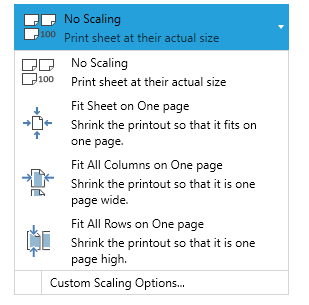 No Scaling
Print sheet at their actual size
100
No Scaling
Print sheet at their actual size
100
Fit Sheet on One page
Shrink the printout so that it fits on
one page.
Fit All Columns on One page
Shrink the printout so that it is one
page wide.
Fit All Rows on One page
Shrink the printout so that it is one
page high.
Custom Scaling Options...